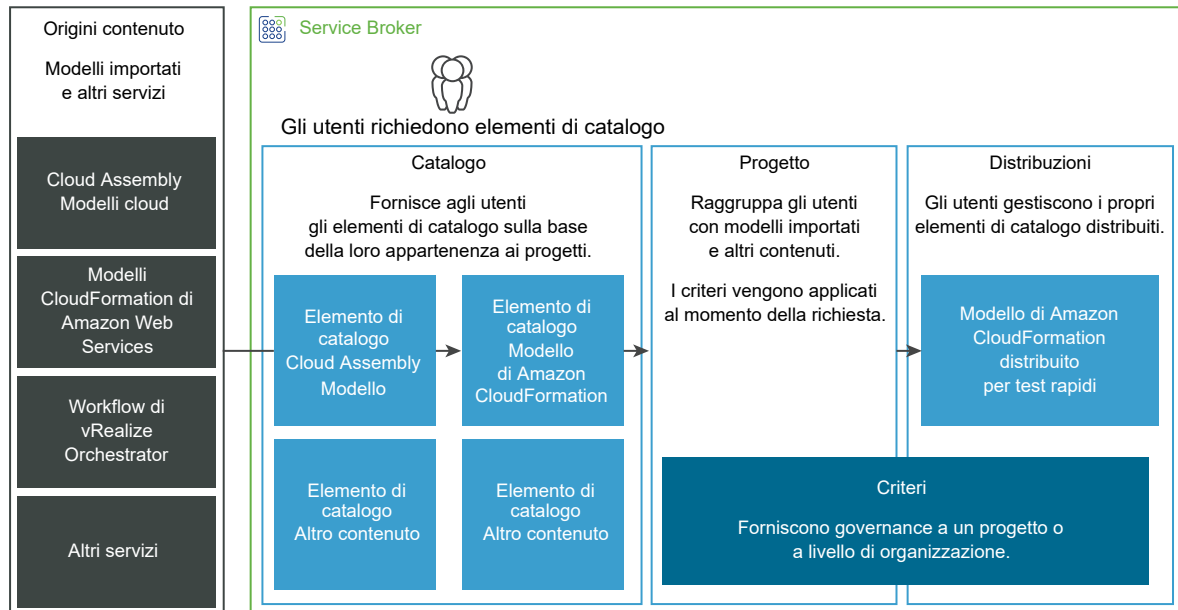 Origini contenuto
Modelli importati
e altri servizi
Cloud Assembly
Modelli cloud
Modelli
CloudFormation di
Amazon Web
Services
Workflow di
vRealize
Orchestrator
Altri servizi
Service Broker
Gli utenti richiedono elementi di catalogo
Catalogo
Fornisce agli utenti
gli elementi di catalogo sulla base
della loro appartenenza ai progetti.
Elemento di
catalogo
Cloud Assembly
Modello
Elemento di
catalogo
Modello
di Amazon
CloudFormation
Elemento di
catalogo
Altro contenuto
Elemento di
catalogo
Altro contenuto
Progetto
Raggruppa gli utenti
con modelli importati
e altri contenuti.
I criteri vengono applicati
al momento della richiesta.
Distribuzioni
Gli utenti gestiscono i propri
elementi di catalogo distribuiti.
Modello di Amazon
CloudFormation
distribuito
per test rapidi
Criteri
Forniscono governance a un progetto o
a livello di organizzazione.